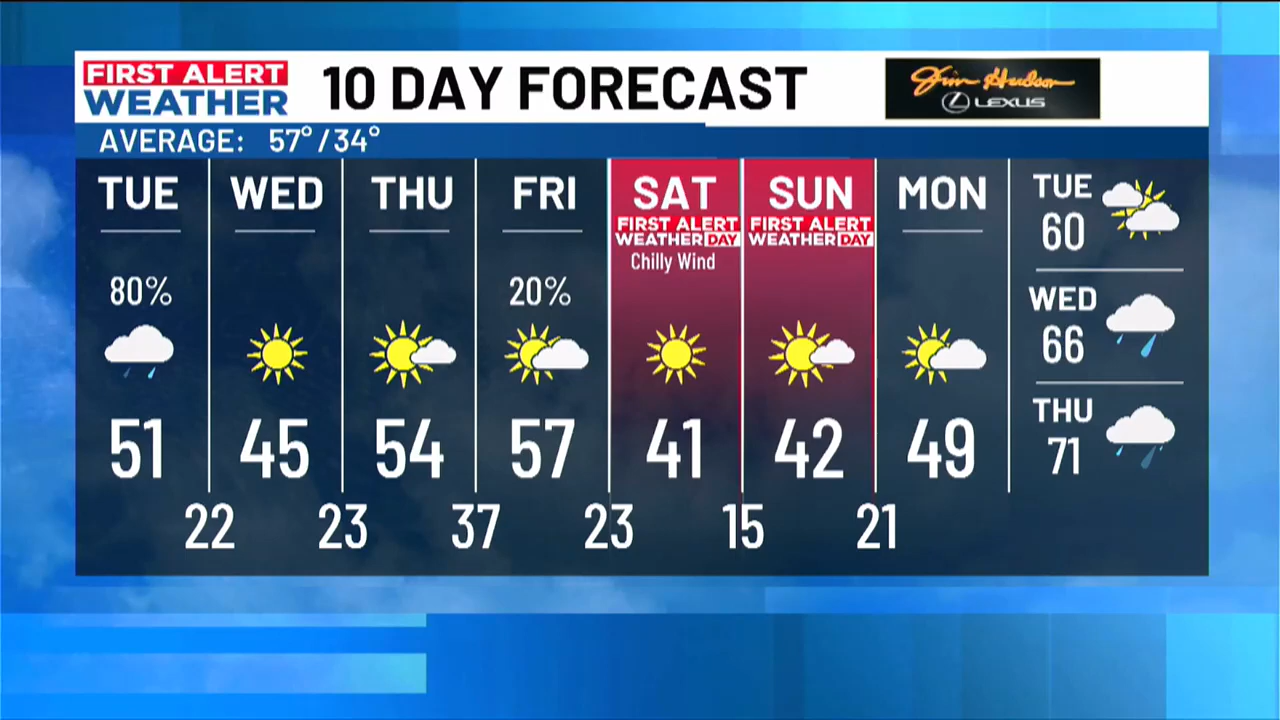 FIRST ALERT
WEATHER
10 DAY FORECAST
Jim Hudson
LEXUS
AVERAGE: 57°/34°
TUE
WED
THU
FRI
SAT
SUN
MON
FIRST ALERT
WEATHER DAY
FIRST ALERT
WEATHER DAY
Chilly Wind
80%
20%
51
45
54
57
41
42
49
22
23
37
23
15
21
TUE
60
WED
66
THU
71